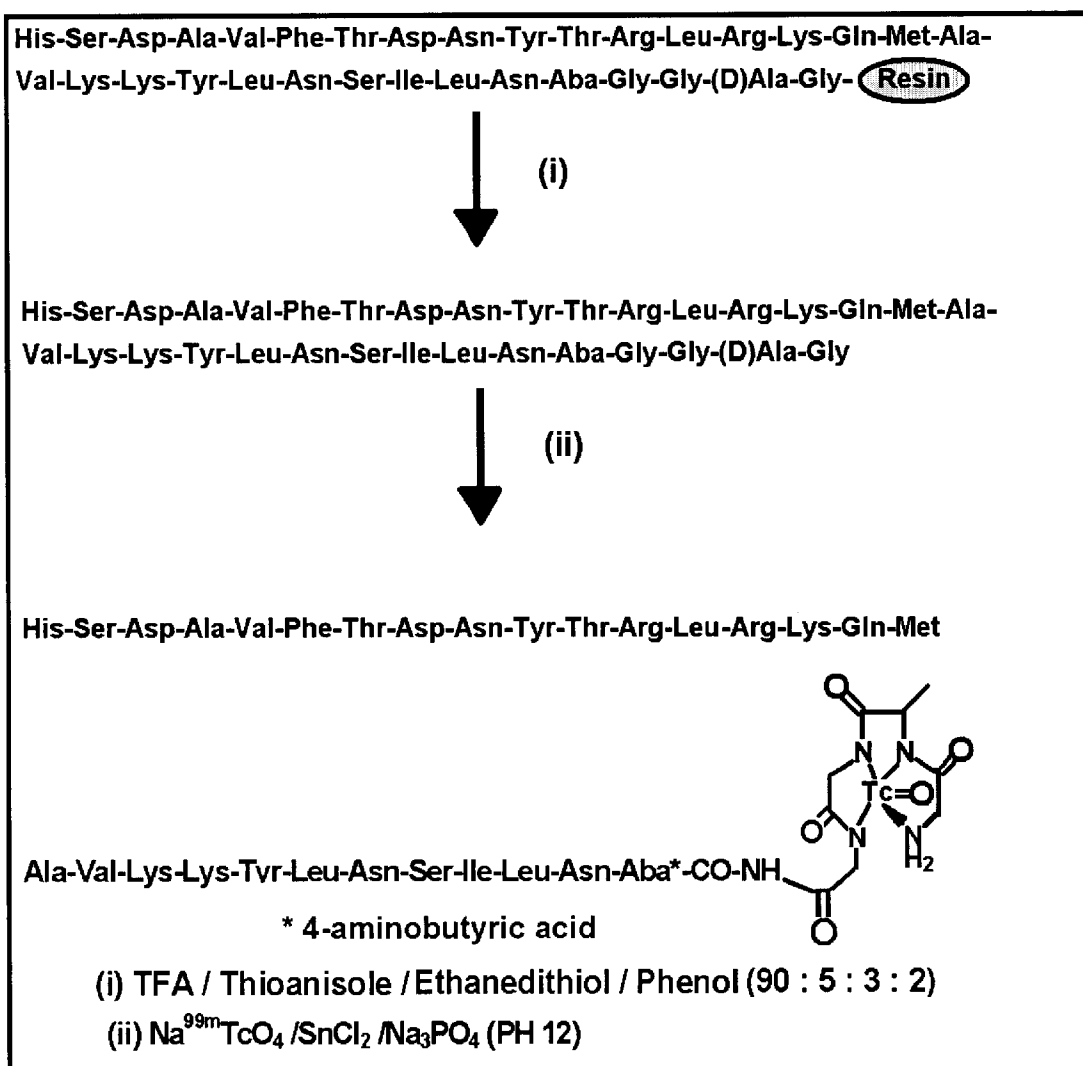 His-Ser-Asp-Ala-Val-Phe-Thr-Asp-Asn-Tyr-Thr-Arg-Leu-Arg-Lys-Gln-Met-Ala-
Val-Lys-Lys-Tyr-Leu-Asn-Ser-Ile-Leu-Asn-Aba-Gly-Gly-(D)Ala-Gly- Resin
(i)
His-Ser-Asp-Ala-Val-Phe-Thr-Asp-Asn-Tyr-Thr-Arg-Leu-Arg-Lys-Gln-Met-Ala-
Val-Lys-Lys-Tyr-Leu-Asn-Ser-Ile-Leu-Asn-Aba-Gly-Gly-(D)Ala-Gly
(ii)
His-Ser-Asp-Ala-Val-Phe-Thr-Asp-Asn-Tyr-Thr-Arg-Leu-Arg-Lys-Gln-Met
O
N N O
Tc=O
O N N
H2
Ala-Val-Lys-Lys-Tyr-Leu-Asn-Ser-Ile-Leu-Asn-Aba*-CO-NH
O
* 4-aminobutyric acid
(i) TFA / Thioanisole / Ethanedithiol / Phenol (90 : 5 : 3 : 2)
(ii) Na99mTcO4 /SnCl2 /Na3PO4 (PH 12)